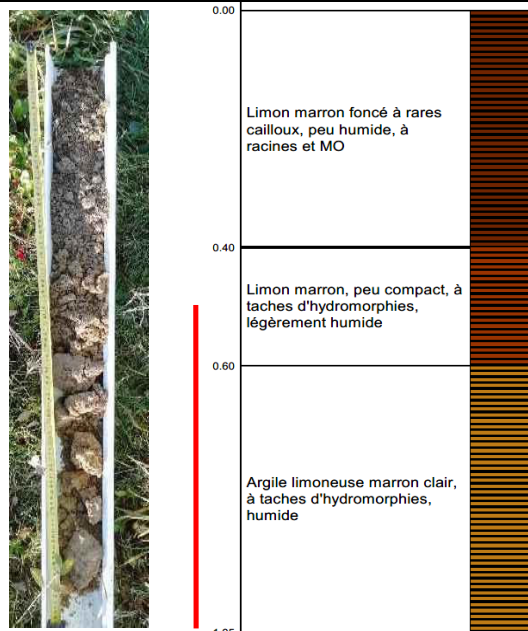 0.00
Limon marron foncé à rares
cailloux, peu humide, à
racines et MO
0.40
Limon marron, peu compact, à
taches d'hydromorphies,
légèrement humide
0.60
Argile limoneuse marron clair,
à taches d'hydromorphies,
humide